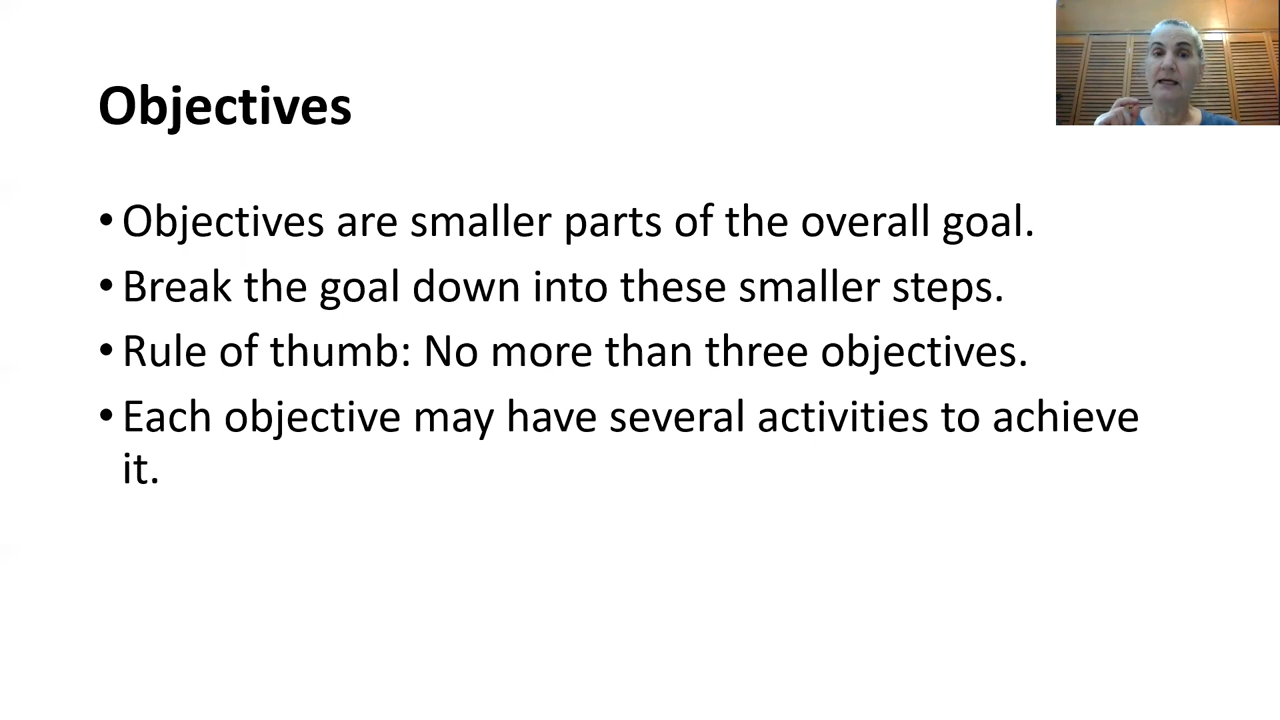 Objectives
• Objectives are smaller parts of the overall goal.
• Break the goal down into these smaller steps.
• Rule of thumb: No more than three objectives.
• Each objective may have several activities to achieve
it.